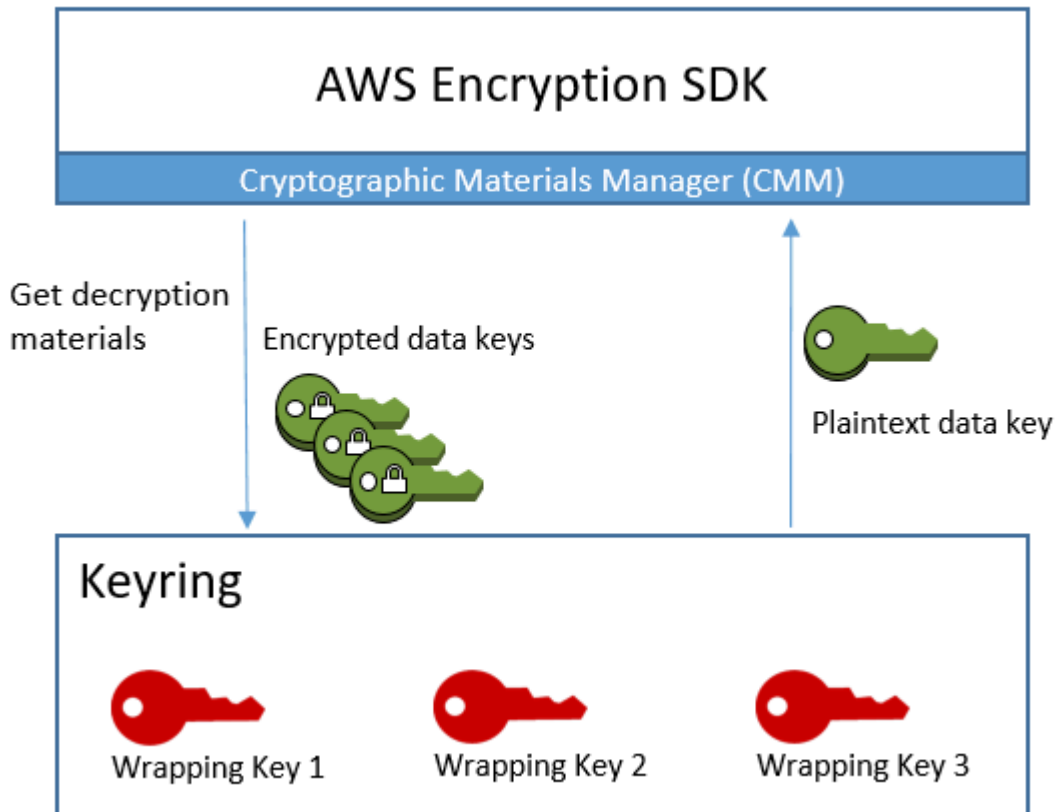 AWS Encryption SDK
Cryptographic Materials Manager (CMM)
Get decryption
materials
Encrypted data keys
Plaintext data key
Keyring
Wrapping Key 1
Wrapping Key 2
Wrapping Key 3